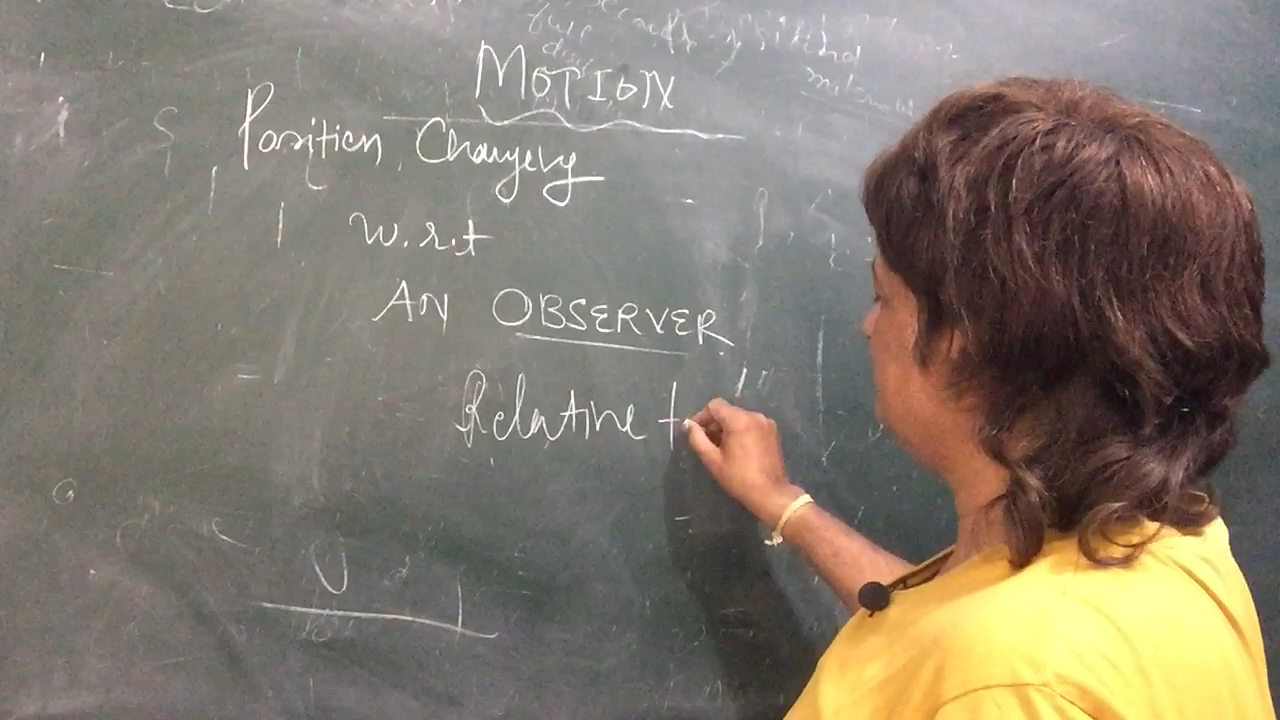 MOTION
Position Changing
w.r.t
AN OBSERVER
Relative t